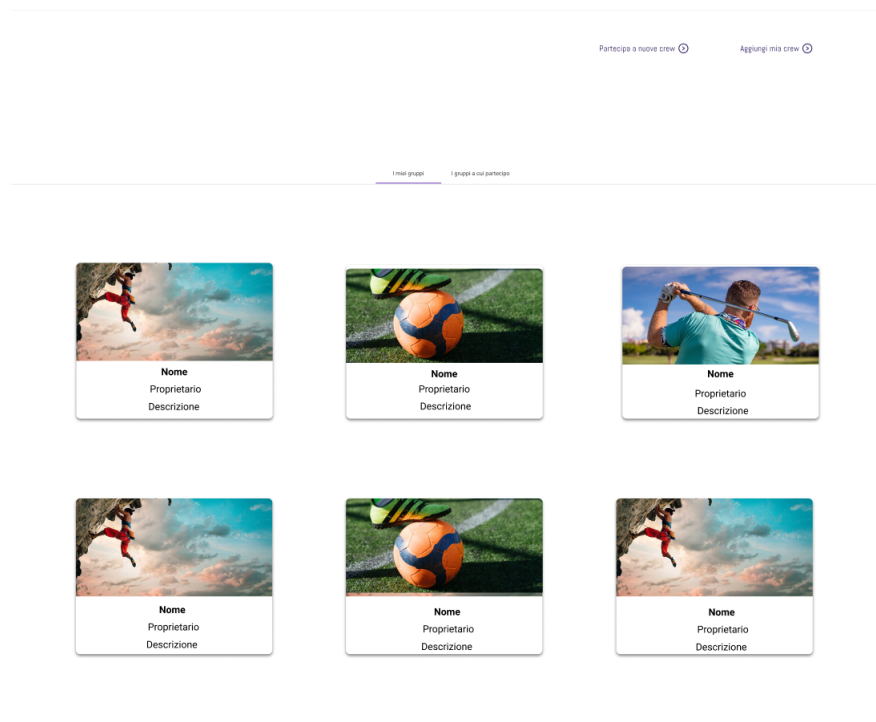 Partecipa a nuove crew
Aggiungi mia crew
I miei gruppi
I gruppi a cui partecipo
Nome
Proprietario
Descrizione
Nome
Proprietario
Descrizione
Nome
Proprietario
Descrizione
Nome
Proprietario
Descrizione
Nome
Proprietario
Descrizione
Nome
Proprietario
Descrizione